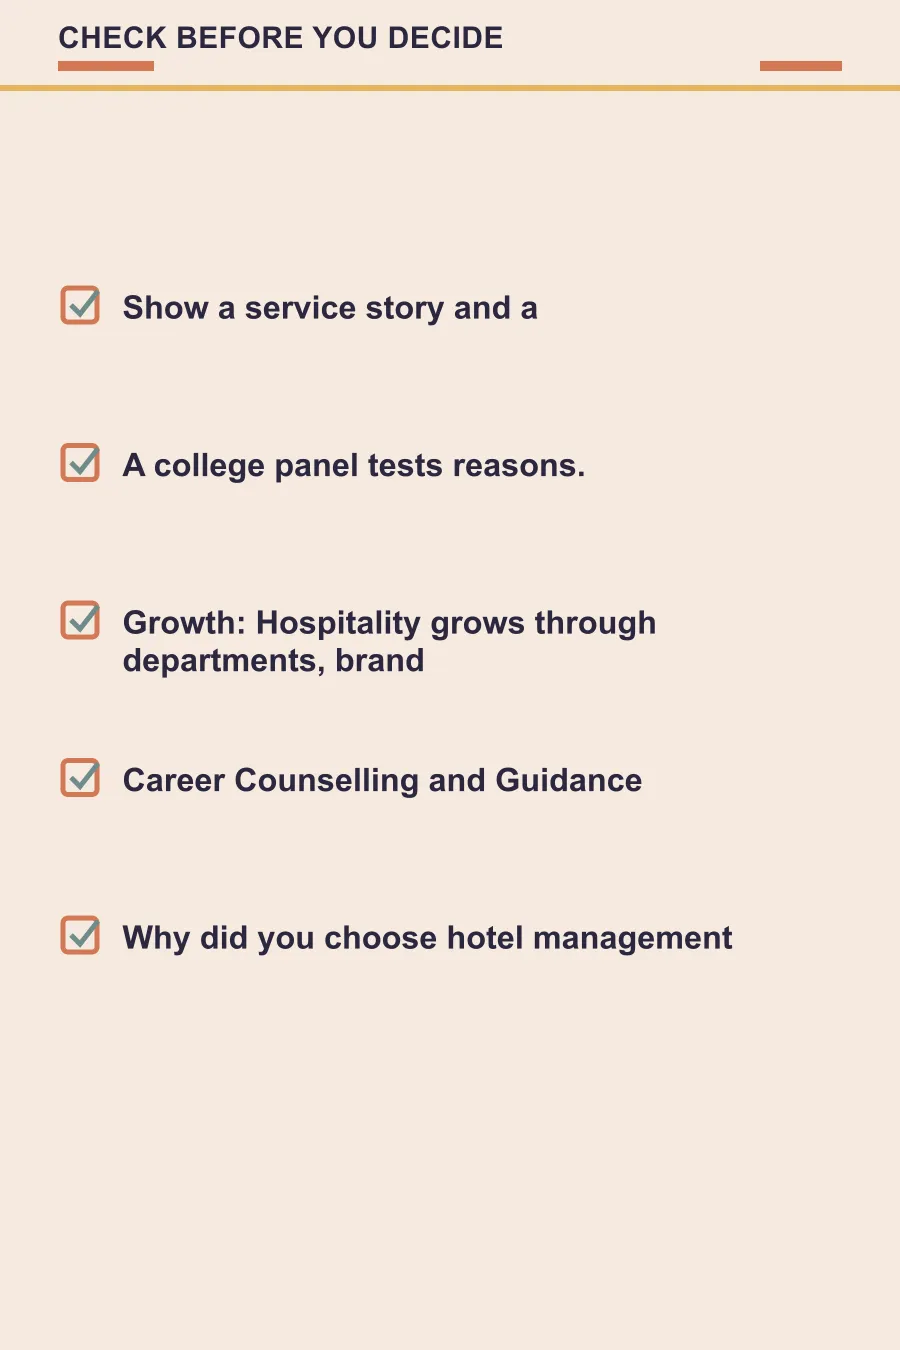 CHECK BEFORE YOU DECIDE
Show a service story and a
A college panel tests reasons.
Growth: Hospitality grows through
departments, brand
Career Counselling and Guidance
Why did you choose hotel management